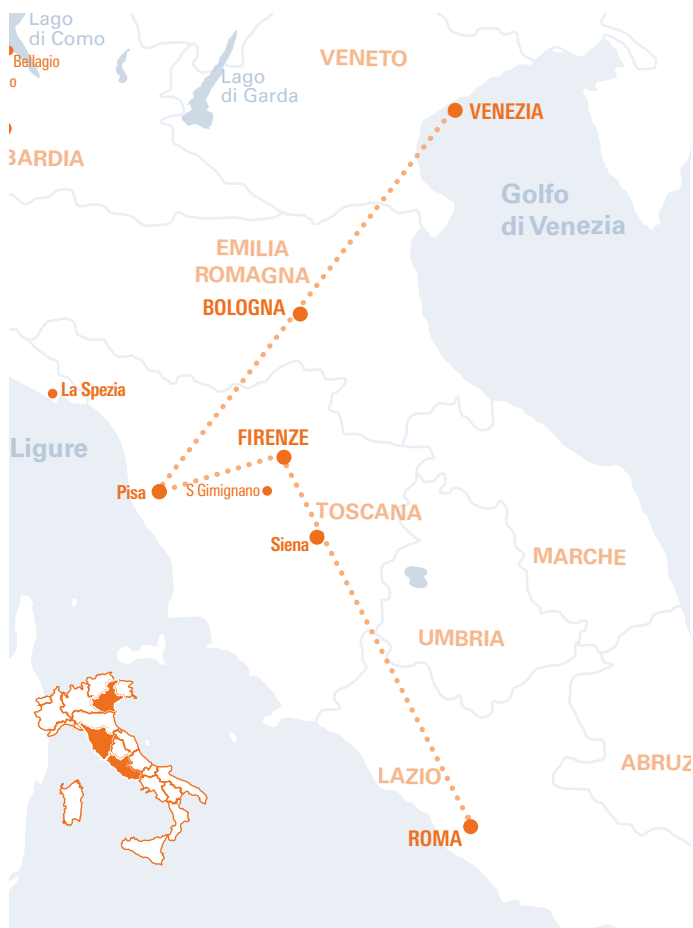 Lago
di Como
Bellagio
o
VENETO
Lago
di Garda
VENEZIA
BARDIA
Golfo
di Venezia
EMILIA
ROMAGNA
BOLOGNA
La Spezia
Ligure
FIRENZE
Pisa
S Gimignano
TOSCANA
Siena
MARCHE
UMBRIA
LAZIO
ABRUZ
ROMA